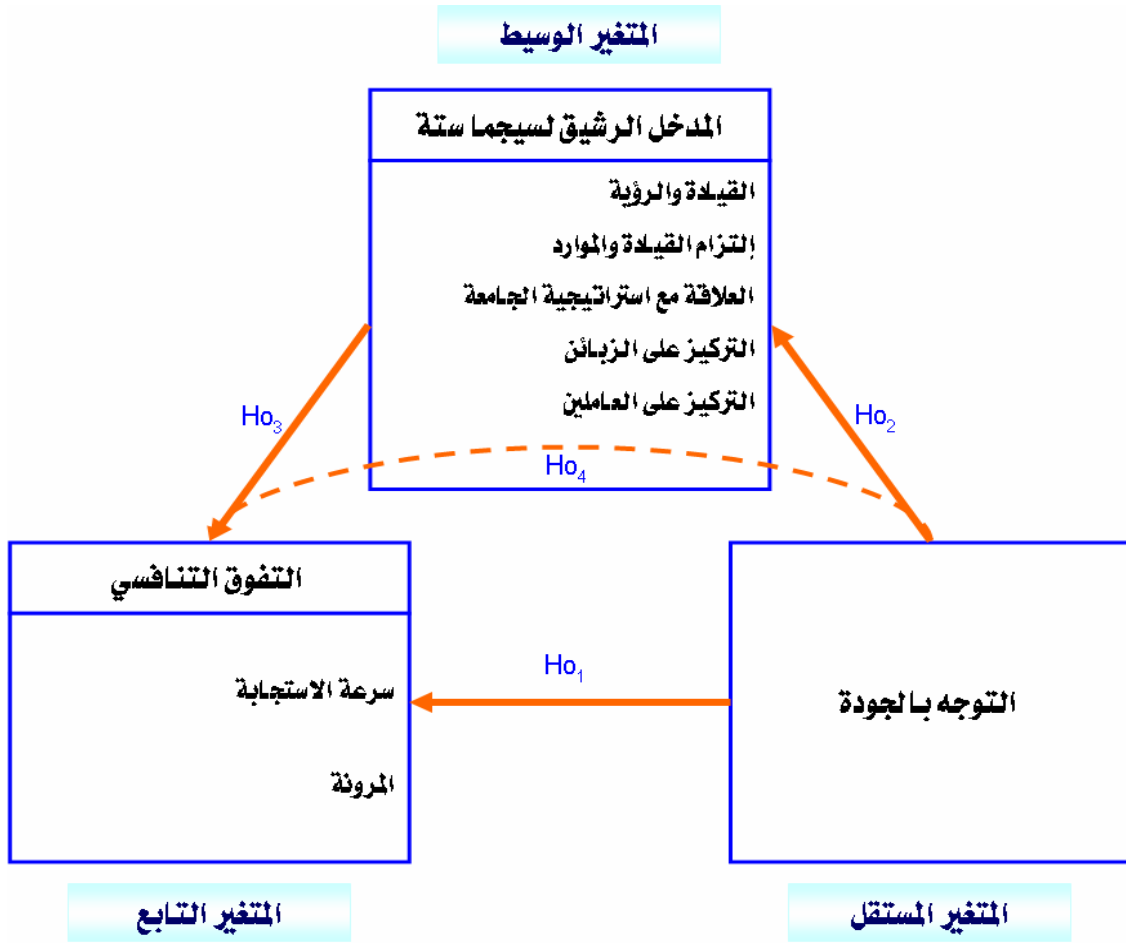 المتغير الوسيط
المدخل الرشيق لسيجما ستة
القيادة والرؤية
إلتزام القيادة والموارد
العلاقة مع استراتيجية الجامعة
التركيز على الزبائن
التركيز على العاملين
Ho3
Ho2
Ho4
التفوق التنافسي
سرعة الاستجابة
المرونة
Ho1
التوجه بالجودة
المتغير المستقل
المتغير التابع